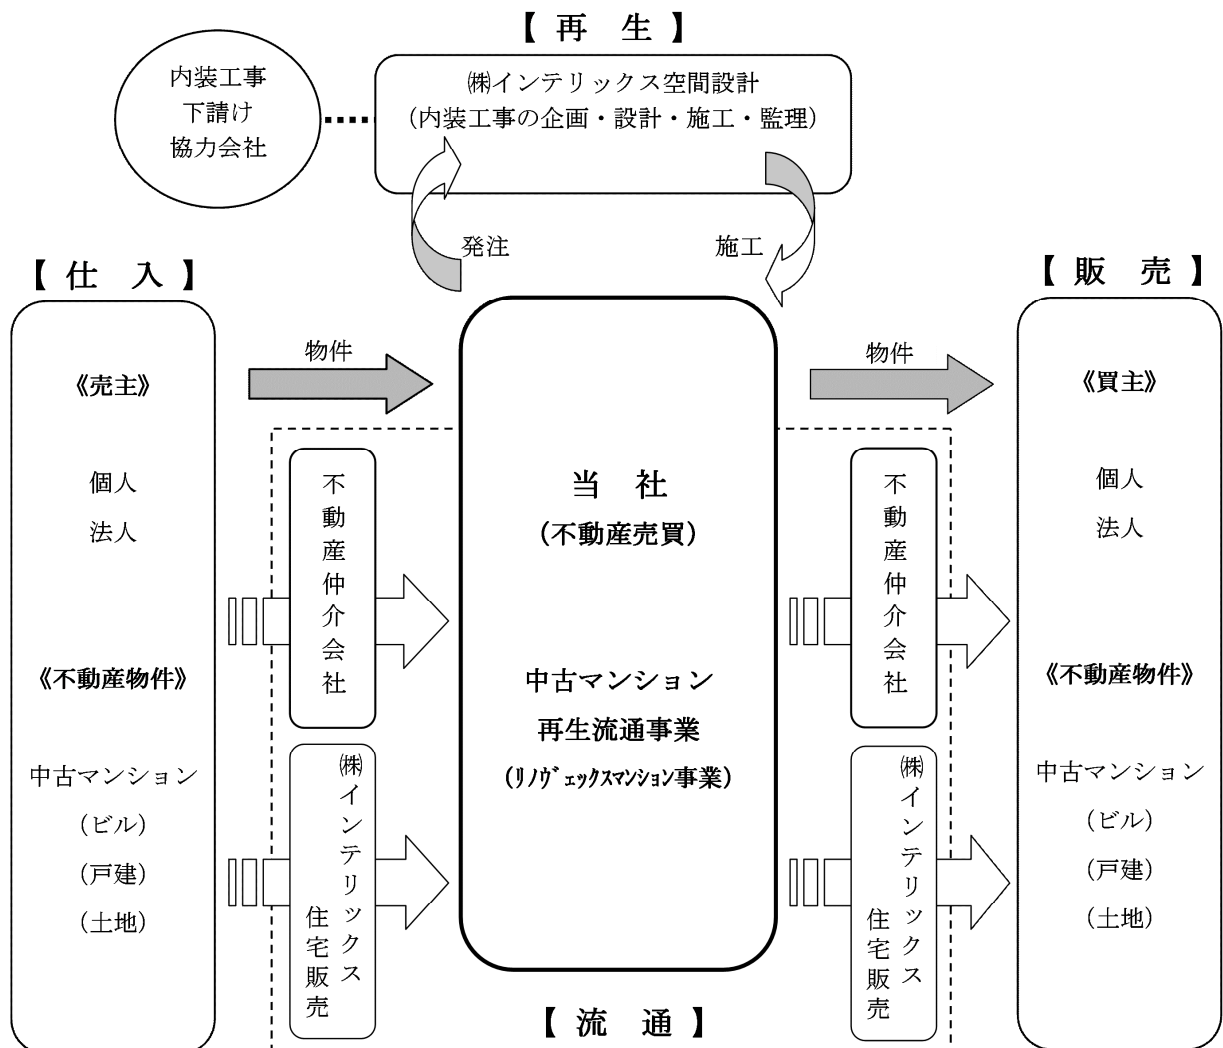 【 再　生 】
内装工事
下請け
協力会社
㈱インテリックス空間設計
（内装工事の企画・設計・施工・監理）
発注
施工
【 仕　入 】
《売主》
個人
法人
《不動産物件》
中古マンション
（ビル）
（戸建）
（土地）
物件
不動産仲介会社
㈱インテリックス
住宅販売
当　社
（不動産売買）
中古マンション
再生流通事業
（ﾘﾉヴｪｯｸｽﾏﾝｼｮﾝ事業）
【 流　通 】
物件
不動産仲介会社
㈱インテリックス
住宅販売
【 販　売 】
《買主》
個人
法人
《不動産物件》
中古マンション
（ビル）
（戸建）
（土地）